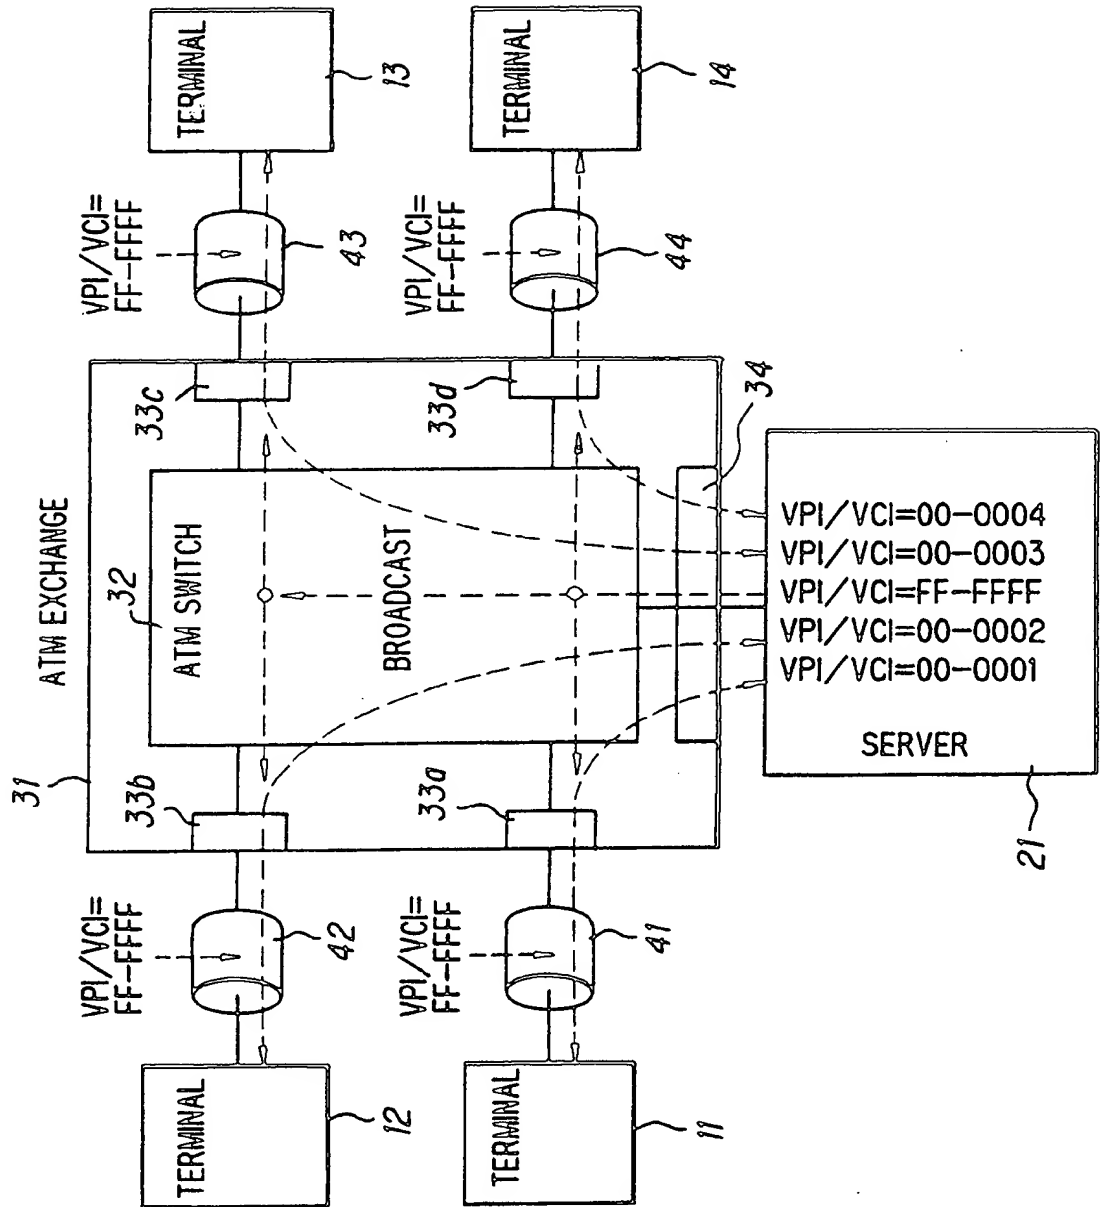 ATM EXCHANGE
31
32
ATM SWITCH
BROADCAST
33b
33c
33a
33d
34
TERMINAL
12
VPI/VCI=
FF-FFFF
42
VPI/VCI=
FF-FFFF
43
TERMINAL
13
TERMINAL
11
VPI/VCI=
FF-FFFF
41
VPI/VCI=
FF-FFFF
44
TERMINAL
14
VPI/VCI=00-0004
VPI/VCI=00-0003
VPI/VCI=FF-FFFF
VPI/VCI=00-0002
VPI/VCI=00-0001
SERVER
21